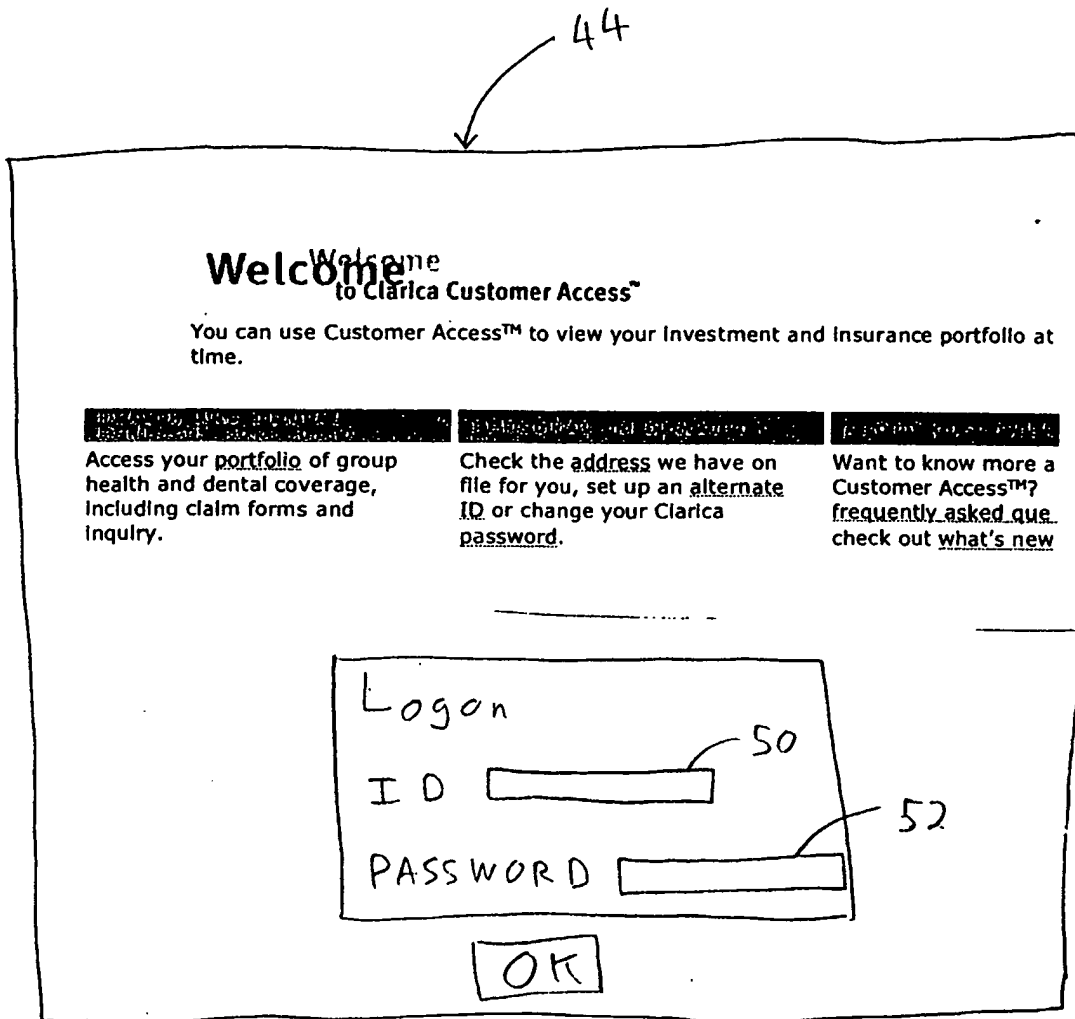 44
Welcome
Welcome
to Clarica Customer Access™
You can use Customer Access™ to view your investment and insurance portfolio at
time.
Access your portfolio of group
health and dental coverage,
including claim forms and
inquiry.
Check the address we have on
file for you, set up an alternate
ID or change your Clarica
password.
Want to know more a
Customer Access™?
frequently asked que
check out what's new
Logon
ID
50
PASSWORD
52
OK